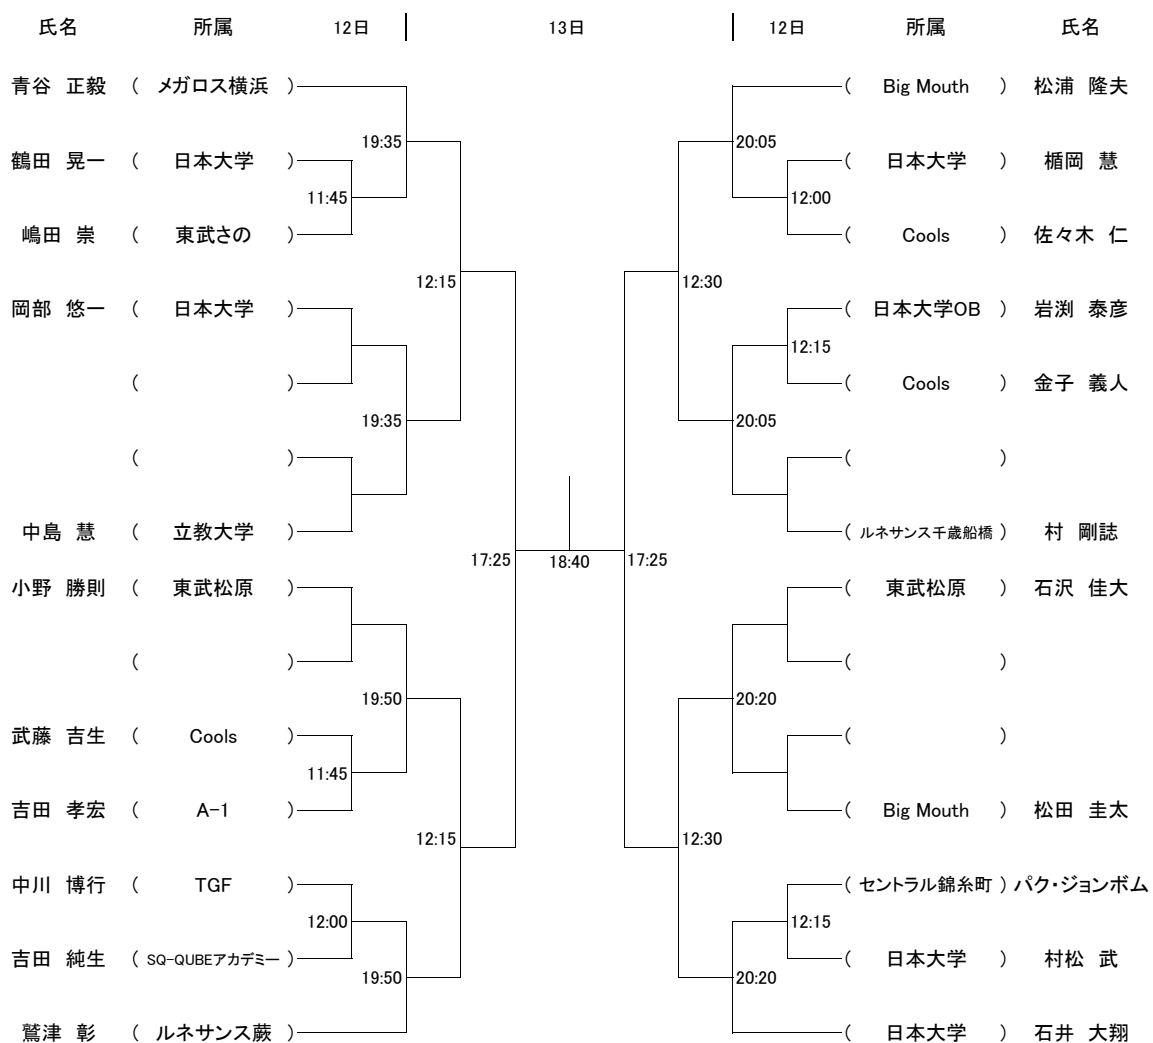 氏名 所属 12日 13日 12日 所属 氏名
青谷 正毅 ( メガロス横浜 ) ( Big Mouth ) 松浦 隆夫
19:35 20:05
鶴田 晃一 ( 日本大学 ) ( 日本大学 ) 楯岡 慧
11:45 12:00
嶋田 崇 ( 東武さの ) ( Cools ) 佐々木 仁
12:15 12:30
岡部 悠一 ( 日本大学 ) ( 日本大学OB ) 岩渕 泰彦
12:15
( ) ( Cools ) 金子 義人
19:35 20:05
( ) ( )
中島 慧 ( 立教大学 ) ( ルネサンス千歳船橋 ) 村 剛誌
17:25 18:40 17:25
小野 勝則 ( 東武松原 ) ( 東武松原 ) 石沢 佳大
( ) ( )
19:50 20:20
武藤 吉生 ( Cools ) ( )
11:45
吉田 孝宏 ( A-1 ) ( Big Mouth ) 松田 圭太
12:15 12:30
中川 博行 ( TGF ) ( セントラル錦糸町 ) パク・ジョンボム
12:00 12:15
吉田 純生 ( SQ-QUBEアカデミー ) ( 日本大学 ) 村松 武
19:50 20:20
鷲津 彰 ( ルネサンス蕨 ) ( 日本大学 ) 石井 大翔